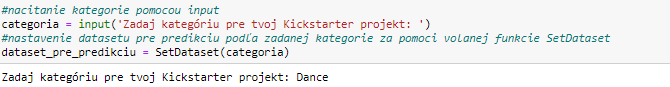 #nacitanie kategorie pomocou input
categoria = input('Zadaj kategóriu pre tvoj Kickstarter projekt: ')
#nastavenie datasetu pre predikciu podľa zadanej kategorie za pomoci volanej funkcie SetDataset
dataset_pre_predikciu = SetDataset(categoria)
Zadaj kategóriu pre tvoj Kickstarter projekt: Dance